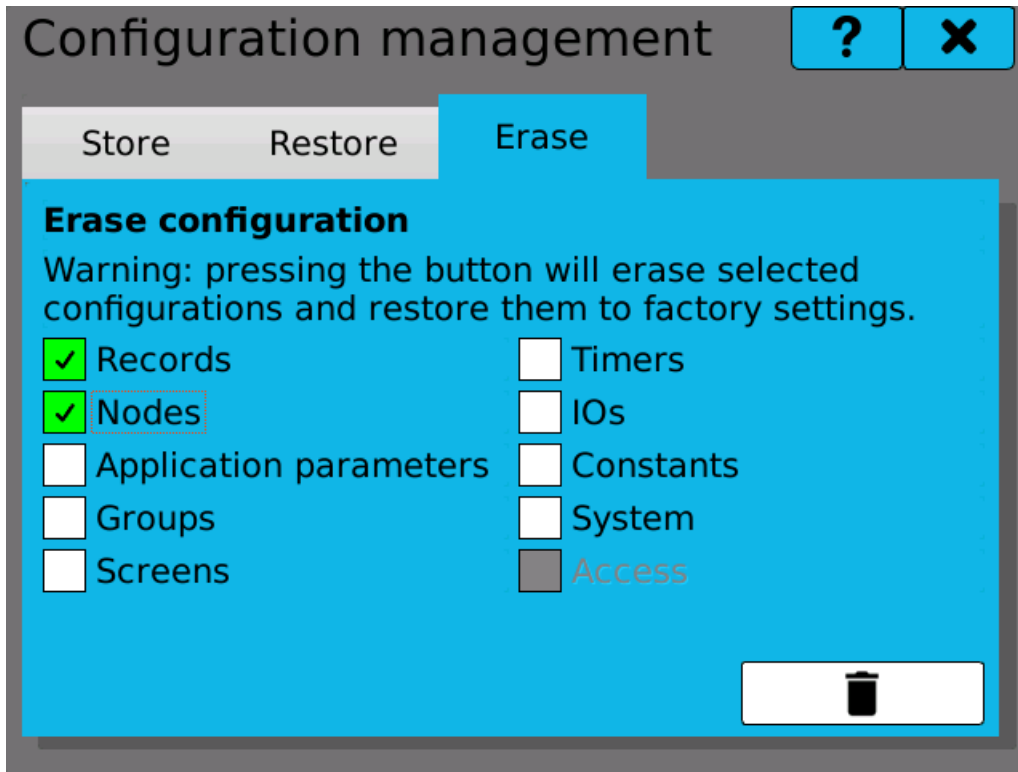 Configuration management ?
Store Restore Erase
Erase configuration
Warning: pressing the button will erase selected
configurations and restore them to factory settings.
Records Timers
Nodes IOs
Application parameters Constants
Groups System
Screens Access